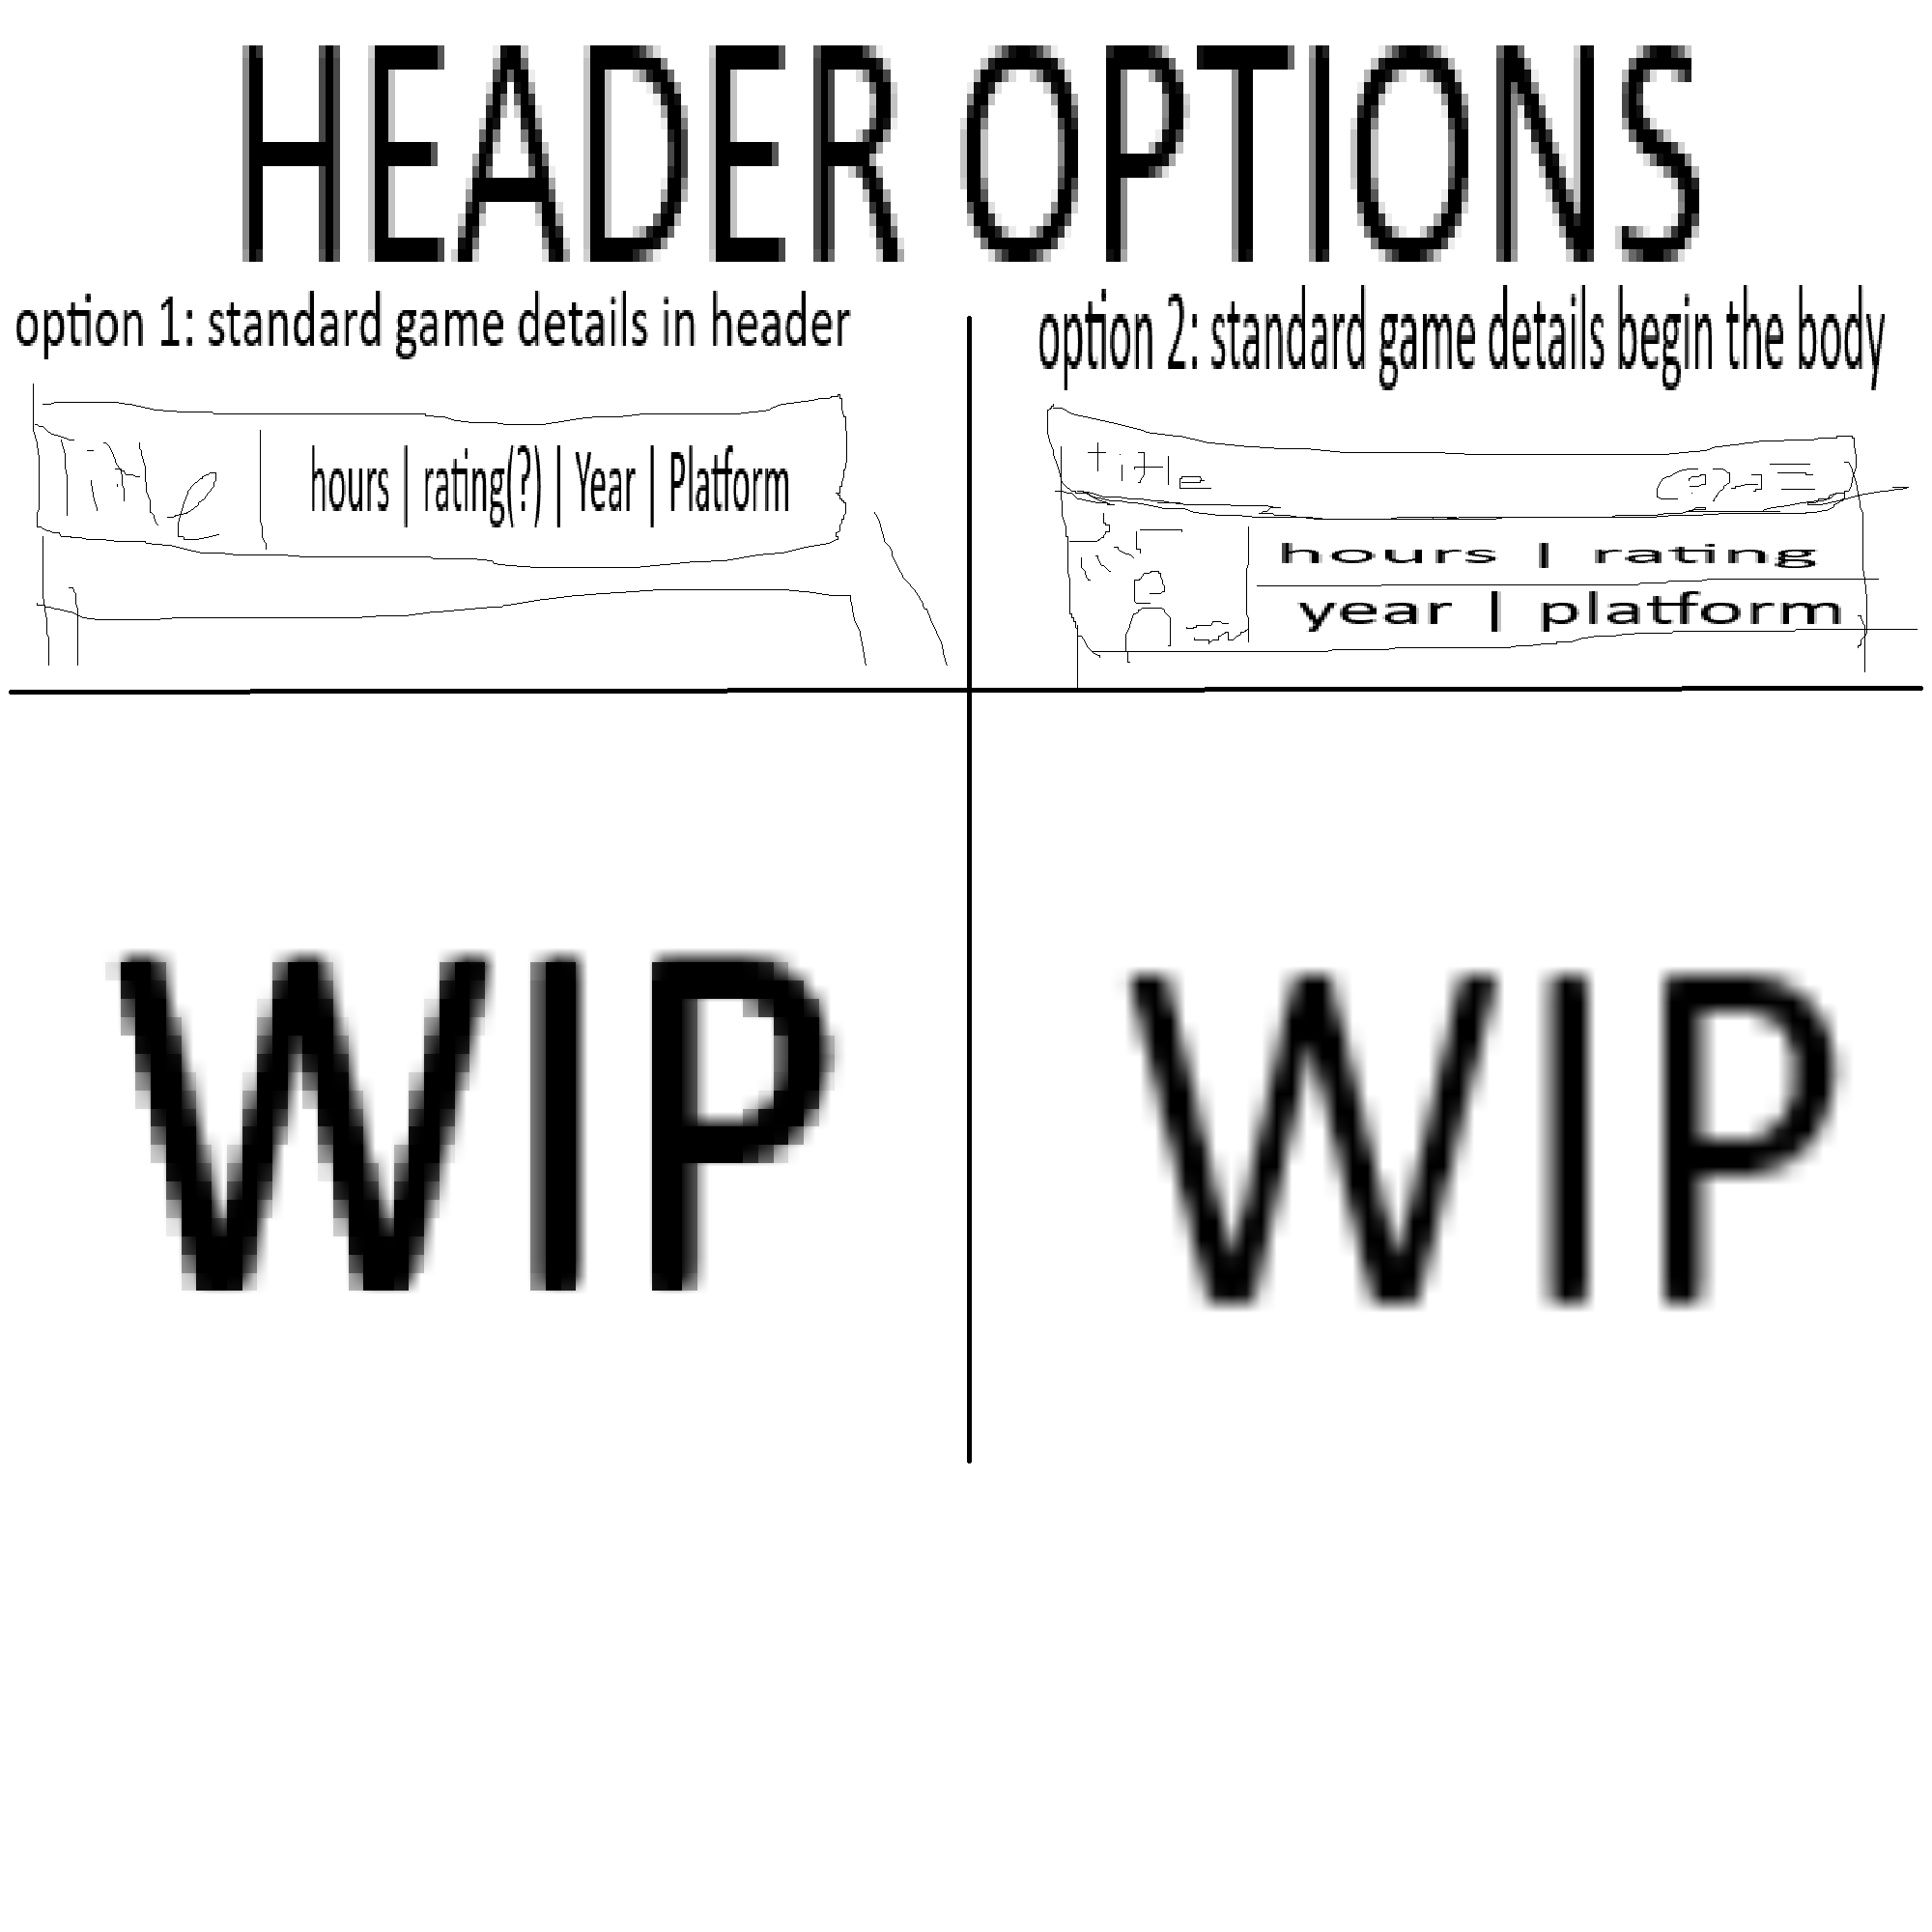 HEADER OPTIONS
option 1: standard game details in header
hours | rating(?) | Year | Platform
option 2: standard game details begin the body
title
hours | rating
year | platform
WIP
WIP